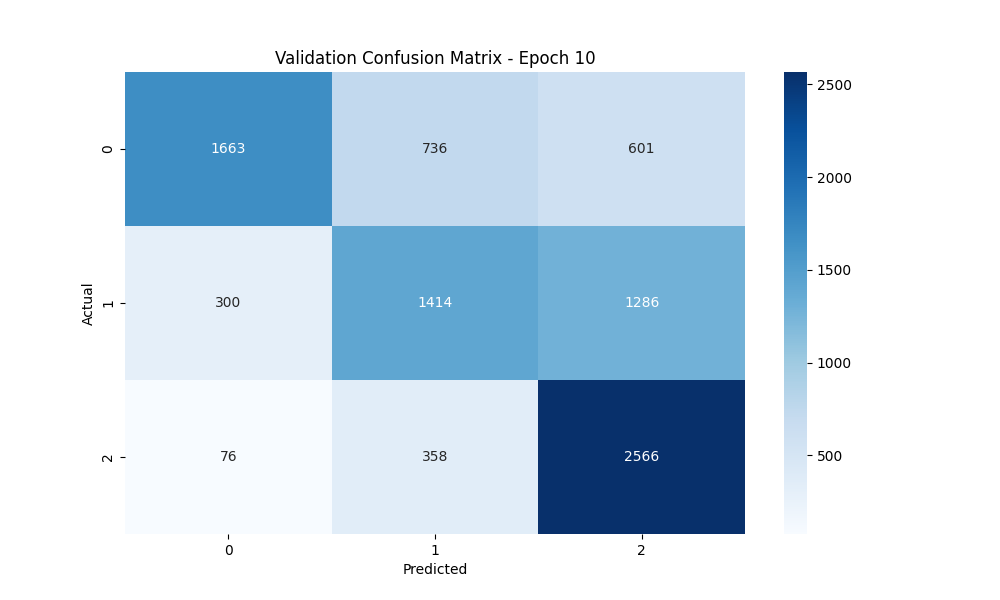 Validation Confusion Matrix - Epoch 10
0 1663 736 601
1 300 1414 1286
2 76 358 2566
0 1 2
Predicted
Actual
2500
2000
1500
1000
500